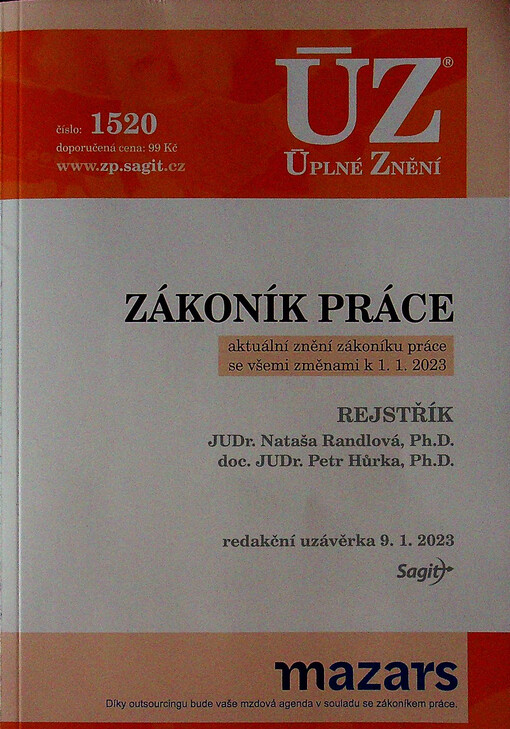 ÚZ®
ÚPLNÉ ZNĚNÍ
číslo: 1520
doporučená cena: 99 Kč
www.zp.sagit.cz
ZÁKONÍK PRÁCE
aktuální znění zákoníku práce
se všemi změnami k 1. 1. 2023
REJSTŘÍK
JUDr. Nataša Randlová, Ph.D.
doc. JUDr. Petr Hůrka, Ph.D.
redakční uzávěrka 9. 1. 2023
Sagit
mazars
Díky outsourcingu bude vaše mzdová agenda v souladu se zákoníkem práce.